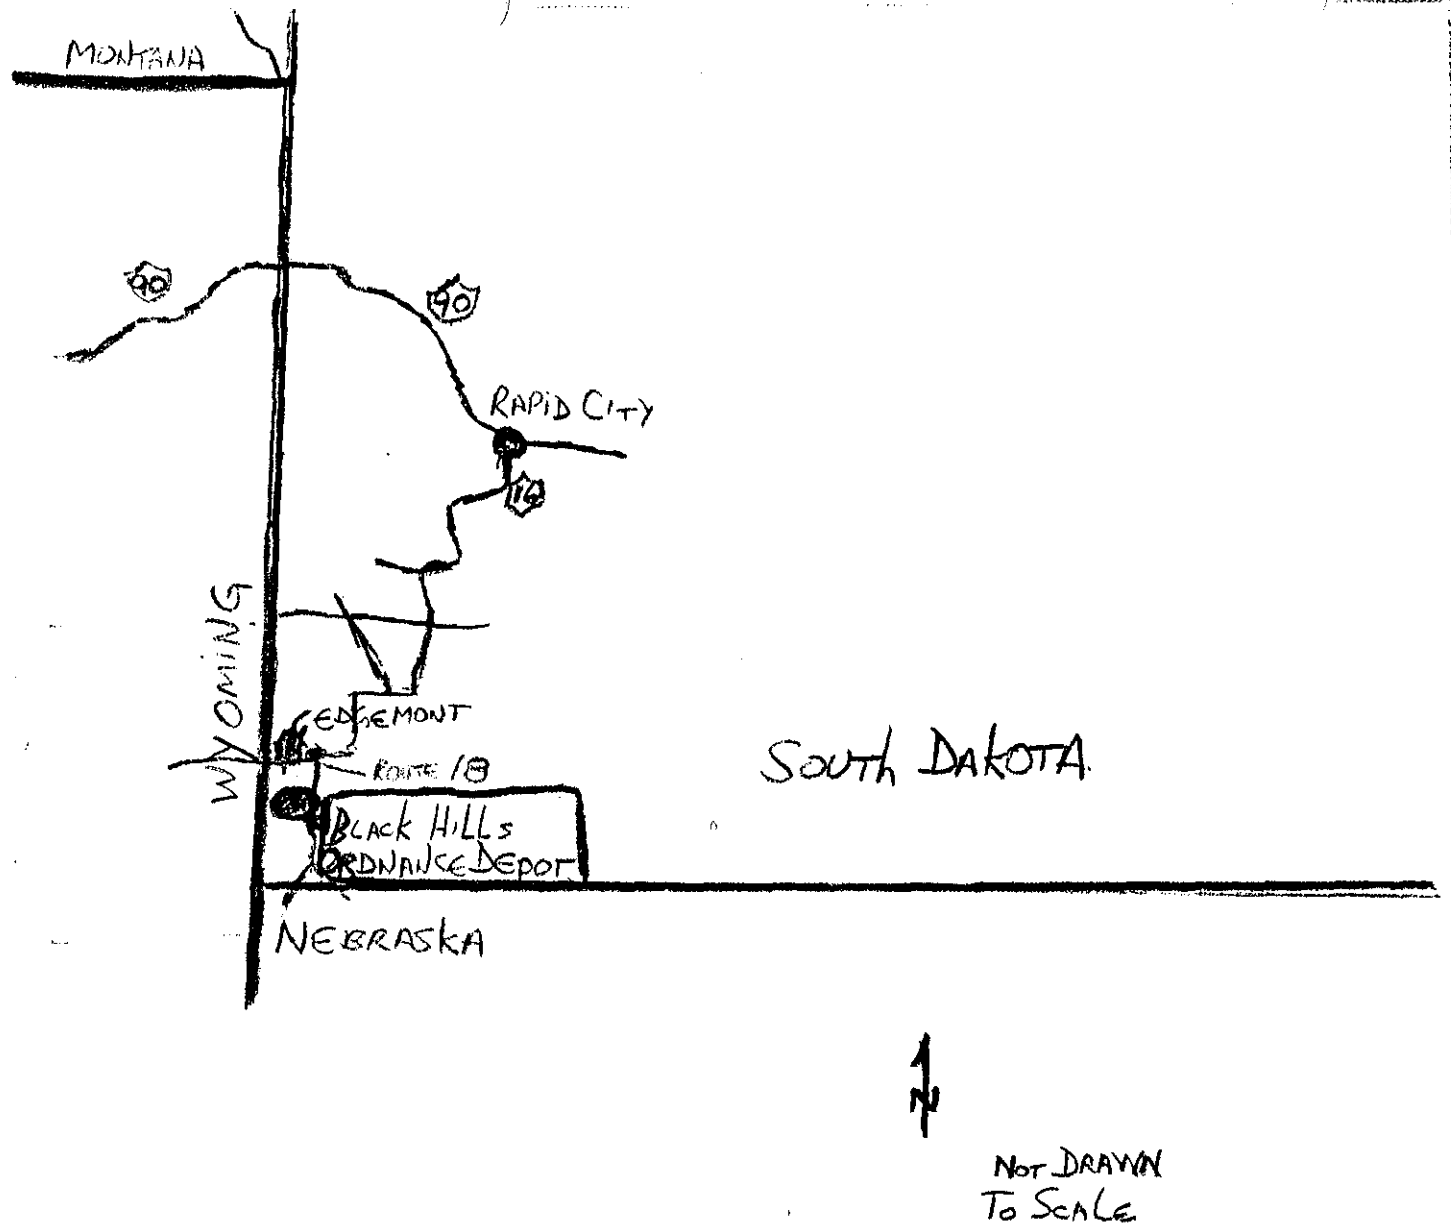 MONTANA
90
90
RAPID CITY
16
WYOMING
EDGEMONT
ROUTE 18
SOUTH DAKOTA
BLACK HILLS
ORDNANCE DEPOT
NEBRASKA
N
NOT DRAWN
TO SCALE